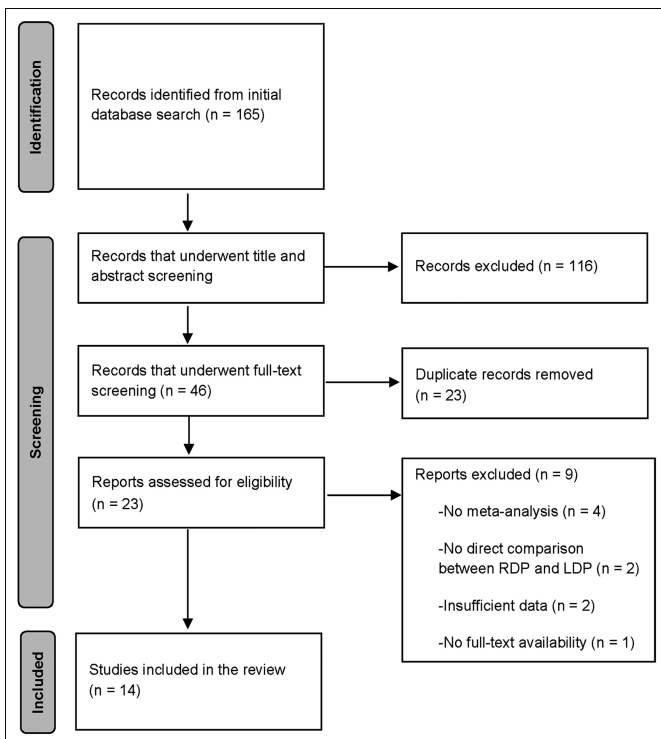 Identification
Records identified from initial
database search (n = 165)
Screening
Records that underwent title and
abstract screening
Records excluded (n = 116)
Records that underwent full-text
screening (n = 46)
Duplicate records removed
(n = 23)
Reports assessed for eligibility
(n = 23)
Reports excluded (n = 9)
-No meta-analysis (n = 4)
-No direct comparison
between RDP and LDP (n = 2)
-Insufficient data (n = 2)
-No full-text availability (n = 1)
Included
Studies included in the review
(n = 14)